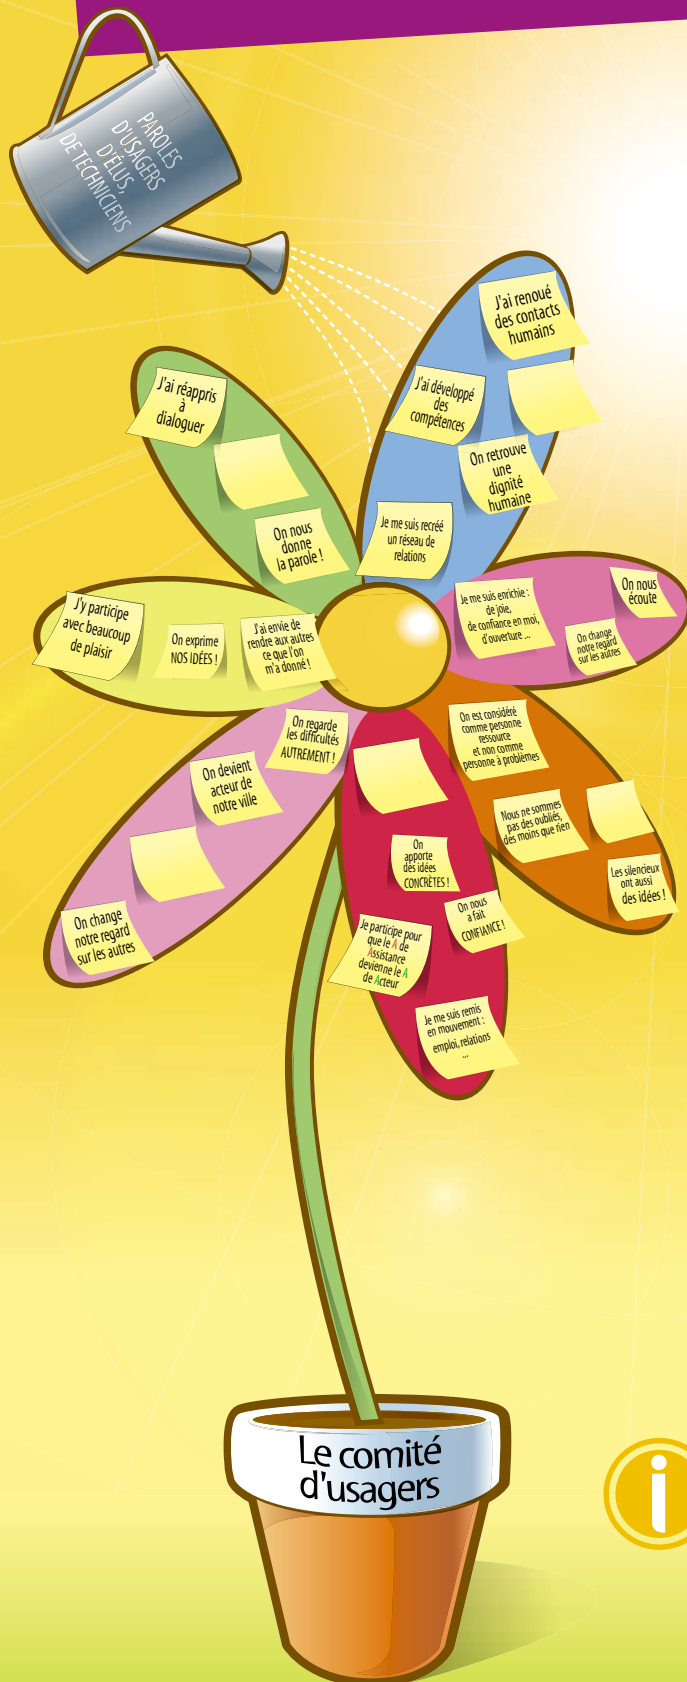 PAROLES
D'USAGERS
D'ÉLUS,
DE TECHNICIENS
J'ai renoué
des contacts
humains
J'ai développé
des
compétences
On retrouve
une
dignité
humaine
Je me suis recréé
un réseau de
relations
J'ai réappris
à
dialoguer
On nous
donne
la parole !
J'y participe
avec beaucoup
de plaisir
On exprime
NOS IDÉES !
J'ai envie de
rendre aux autres
ce que l'on
m'a donné !
Je me suis enrichie :
de joie,
de confiance en moi,
d'ouverture ...
On nous
écoute
On change
notre regard
sur les autres
On regarde
les difficultés
AUTREMENT !
On devient
acteur de
notre ville
On change
notre regard
sur les autres
On est considéré
comme personne
ressource
et non comme
personne à problèmes
Nous ne sommes
pas des oubliés,
des moins que rien
Les silencieux
ont aussi
des idées !
On
apporte
des idées
CONCRÈTES !
On nous
a fait
CONFIANCE !
Je participe pour
que le A de
Assistance
devienne le A
de Acteur
Je me suis remis
en mouvement :
emploi, relations
...
Le comité
d'usagers
i